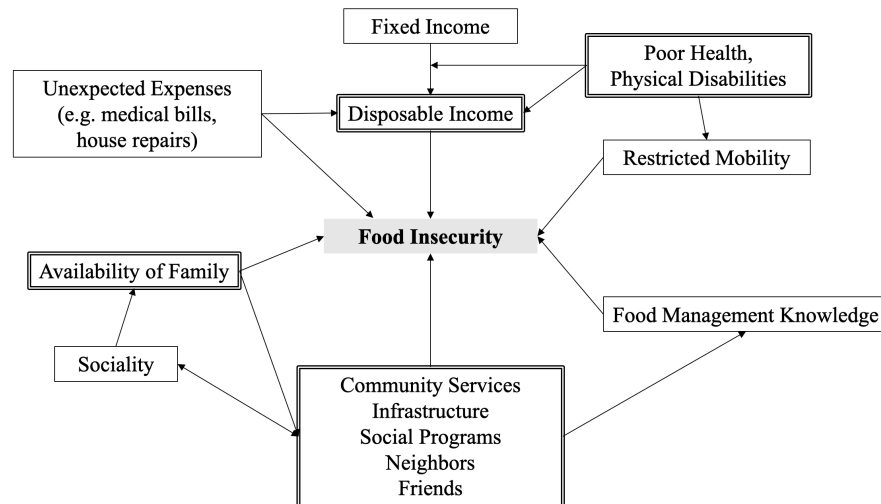 Fixed Income
Poor Health,
Physical Disabilities
Unexpected Expenses
(e.g. medical bills,
house repairs)
Disposable Income
Restricted Mobility
Food Insecurity
Availability of Family
Food Management Knowledge
Sociality
Community Services
Infrastructure
Social Programs
Neighbors
Friends